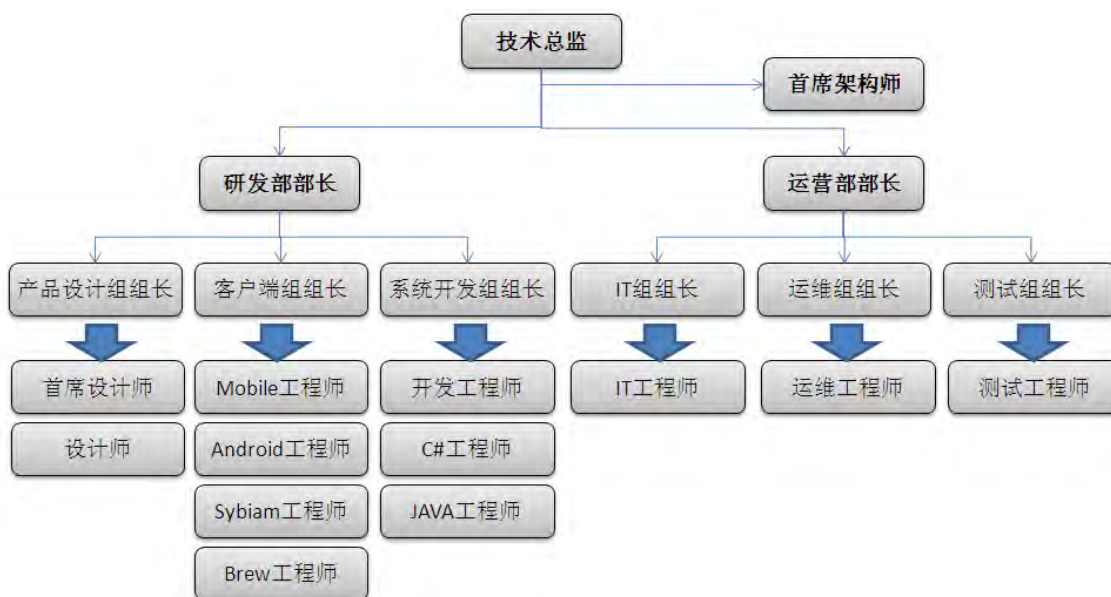 技术总监
首席架构师
研发部部长
运营部部长
产品设计组组长
客户端组组长
系统开发组组长
IT组组长
运维组组长
测试组组长
首席设计师
Mobile工程师
开发工程师
IT工程师
运维工程师
测试工程师
设计师
Android工程师
C#工程师
Sybiam工程师
JAVA工程师
Brew工程师